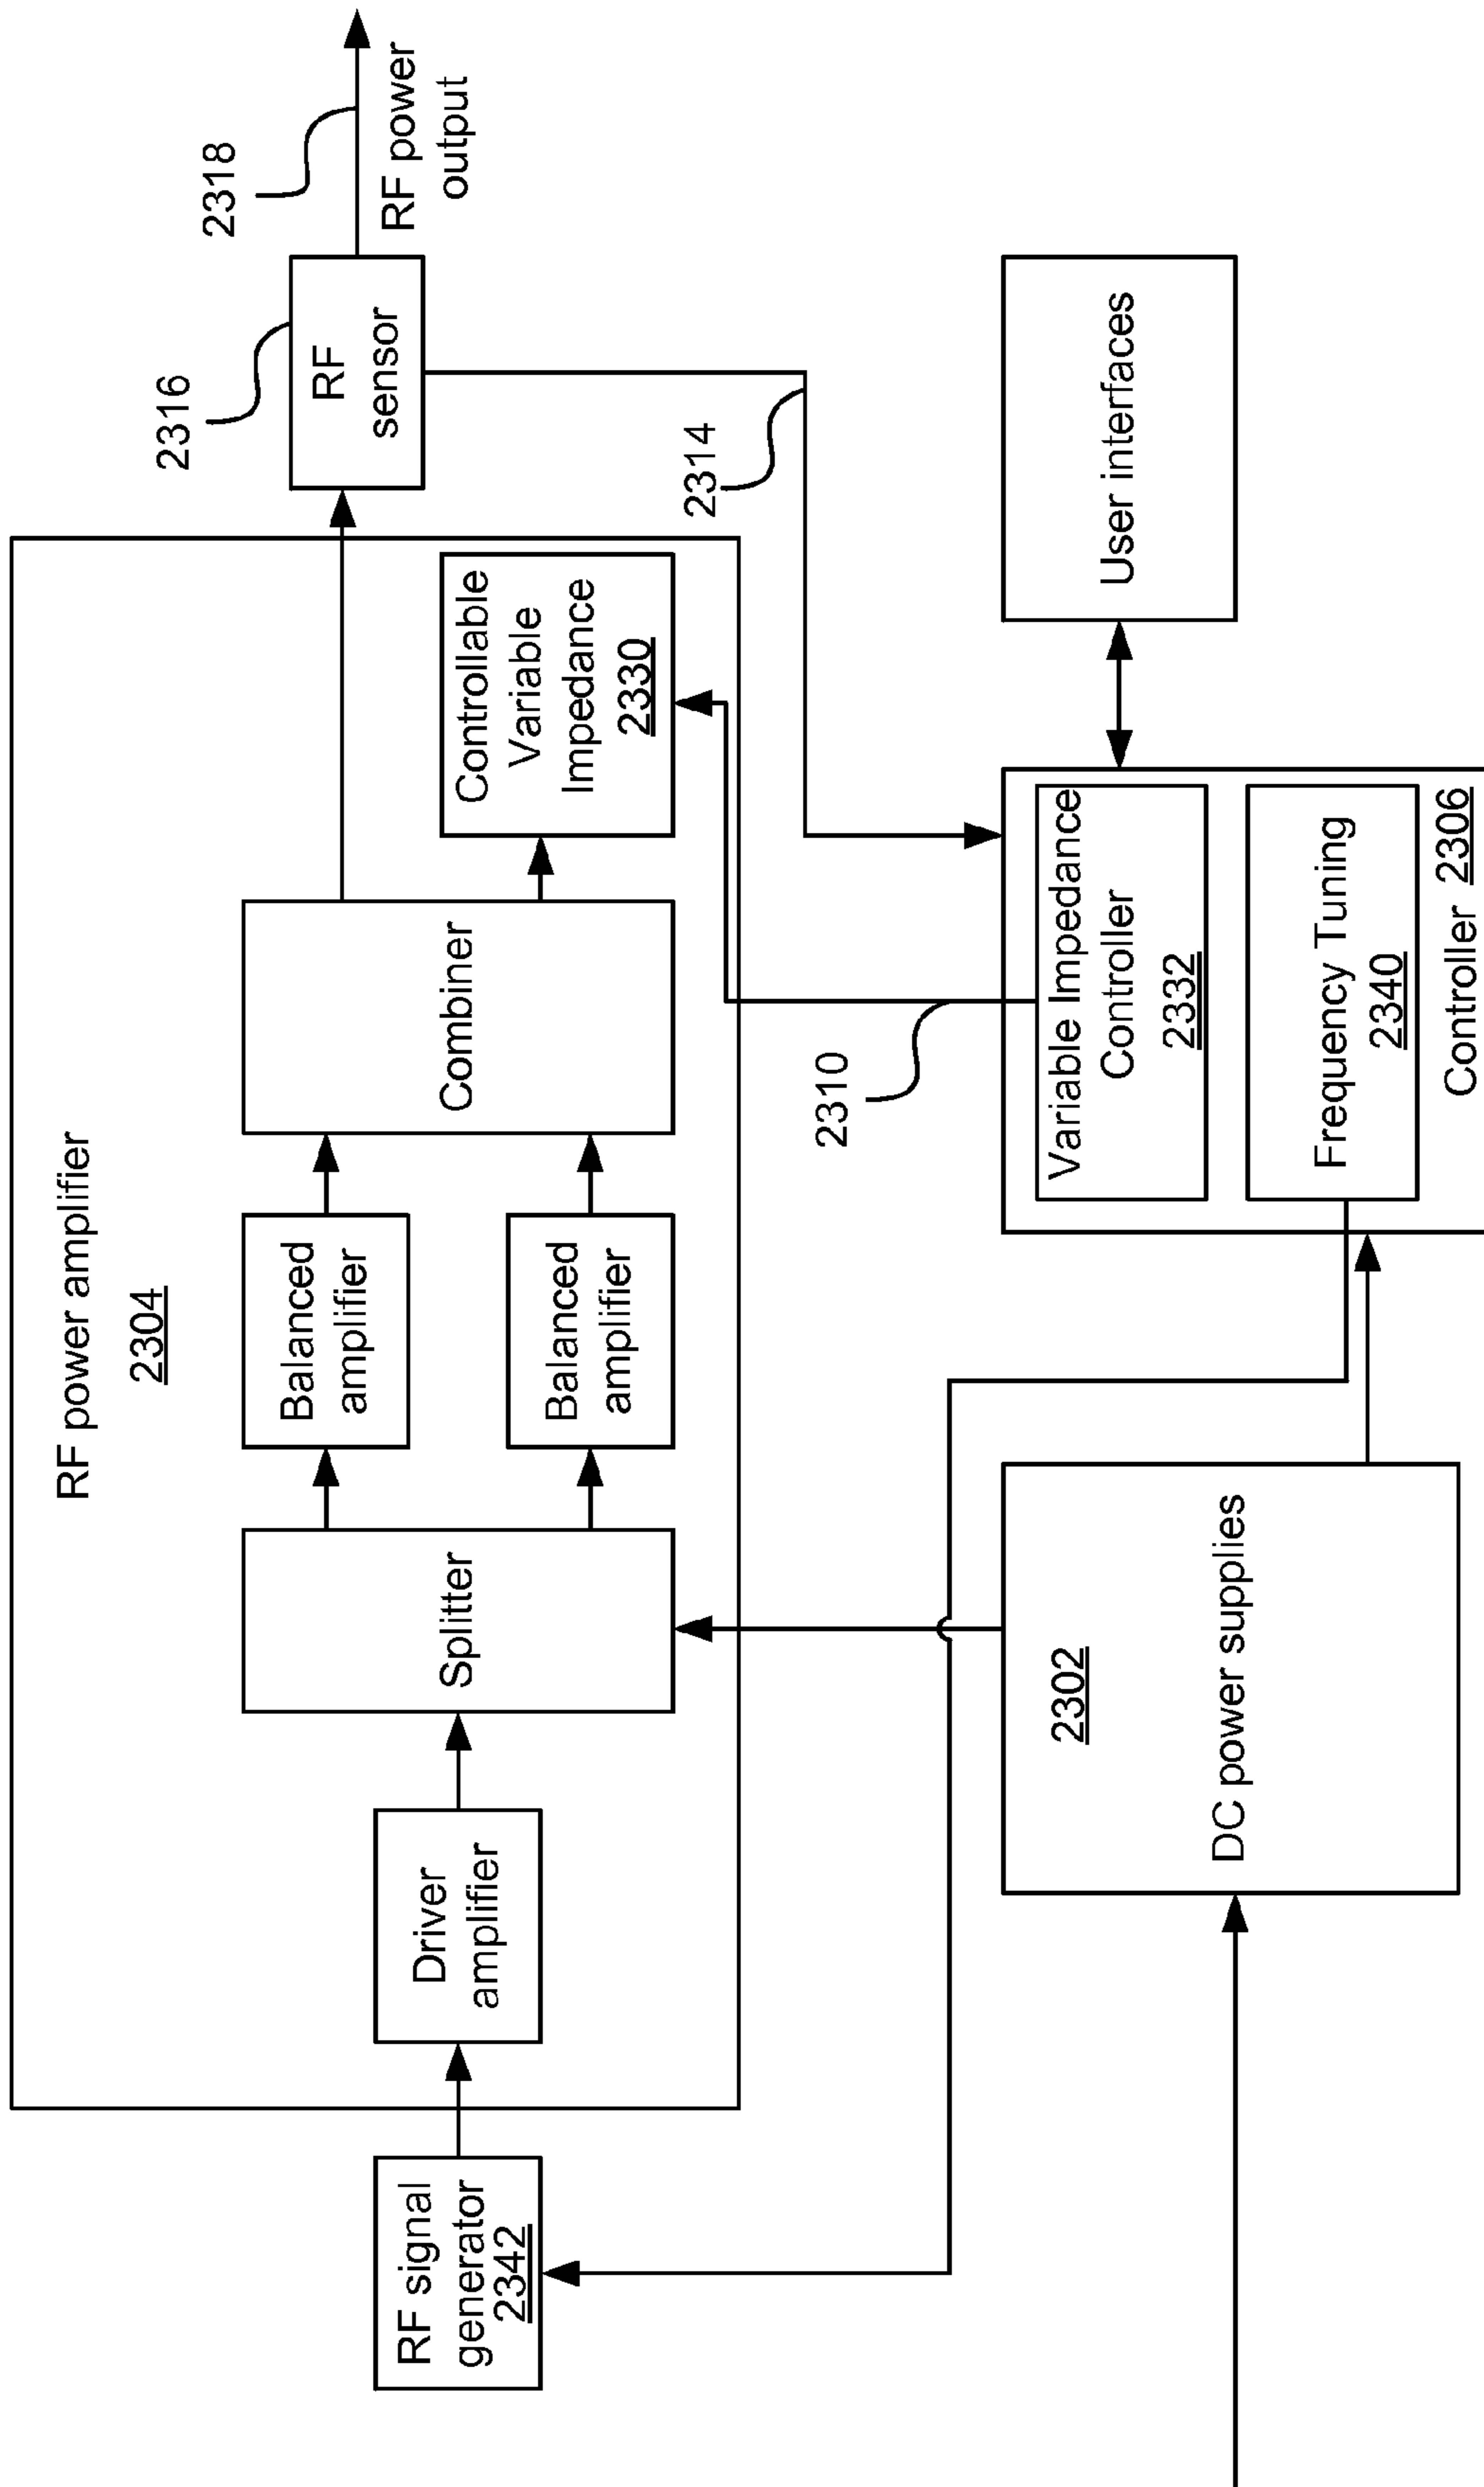 RF power amplifier
2304
RF signal
generator
2342
Driver
amplifier
Splitter
Balanced
amplifier
Balanced
amplifier
Combiner
Controllable
Variable
Impedance
2330
2316
RF
sensor
2318
RF power
output
2314
2310
2302
DC power supplies
Variable Impedance
Controller
2332
Frequency Tuning
2340
Controller 2306
User interfaces